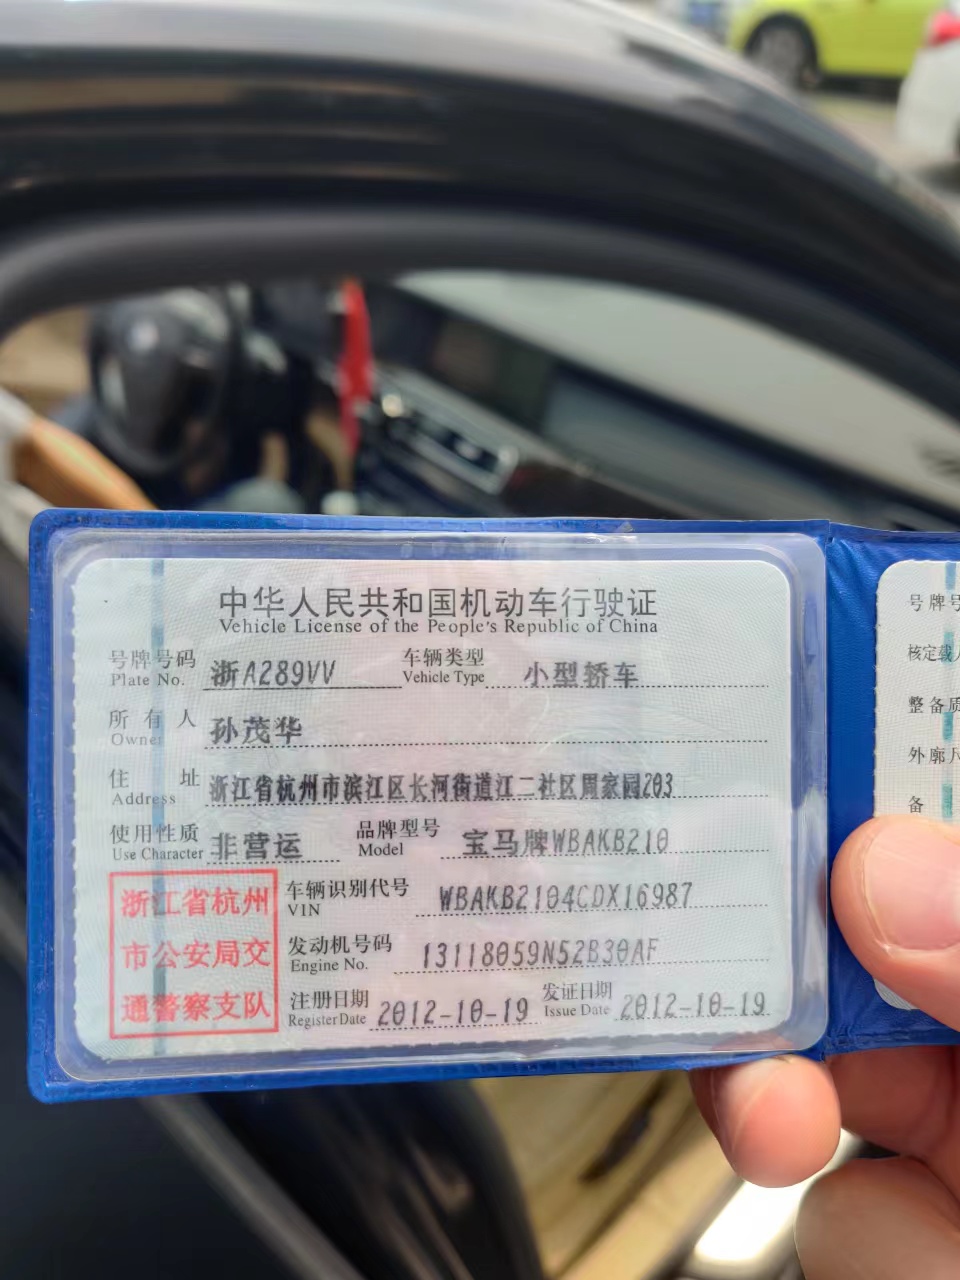 中华人民共和国机动车行驶证
Vehicle License of the People's Republic of China
号牌码码 浙A289VV 车辆类型 小型轿车
Plate No. Vehicle Type
所有人 孙茂华
Owner
住址 浙江省杭州市滨江区长河街道江二社区周家园203
Address
使用性质 非营运 品牌型号 宝马牌WBAKB210
Use Character Model
浙江省杭州
市公安局交
通警察支队
车辆识别代号 WBAKB2104CDX16987
VIN
发动机号码 13118059N52B30AF
Engine No.
注册日期 2012-10-19 发证日期 2012-10-19
Register Date Issue Date
号牌号
核定载人
整备质
外廓尺
备